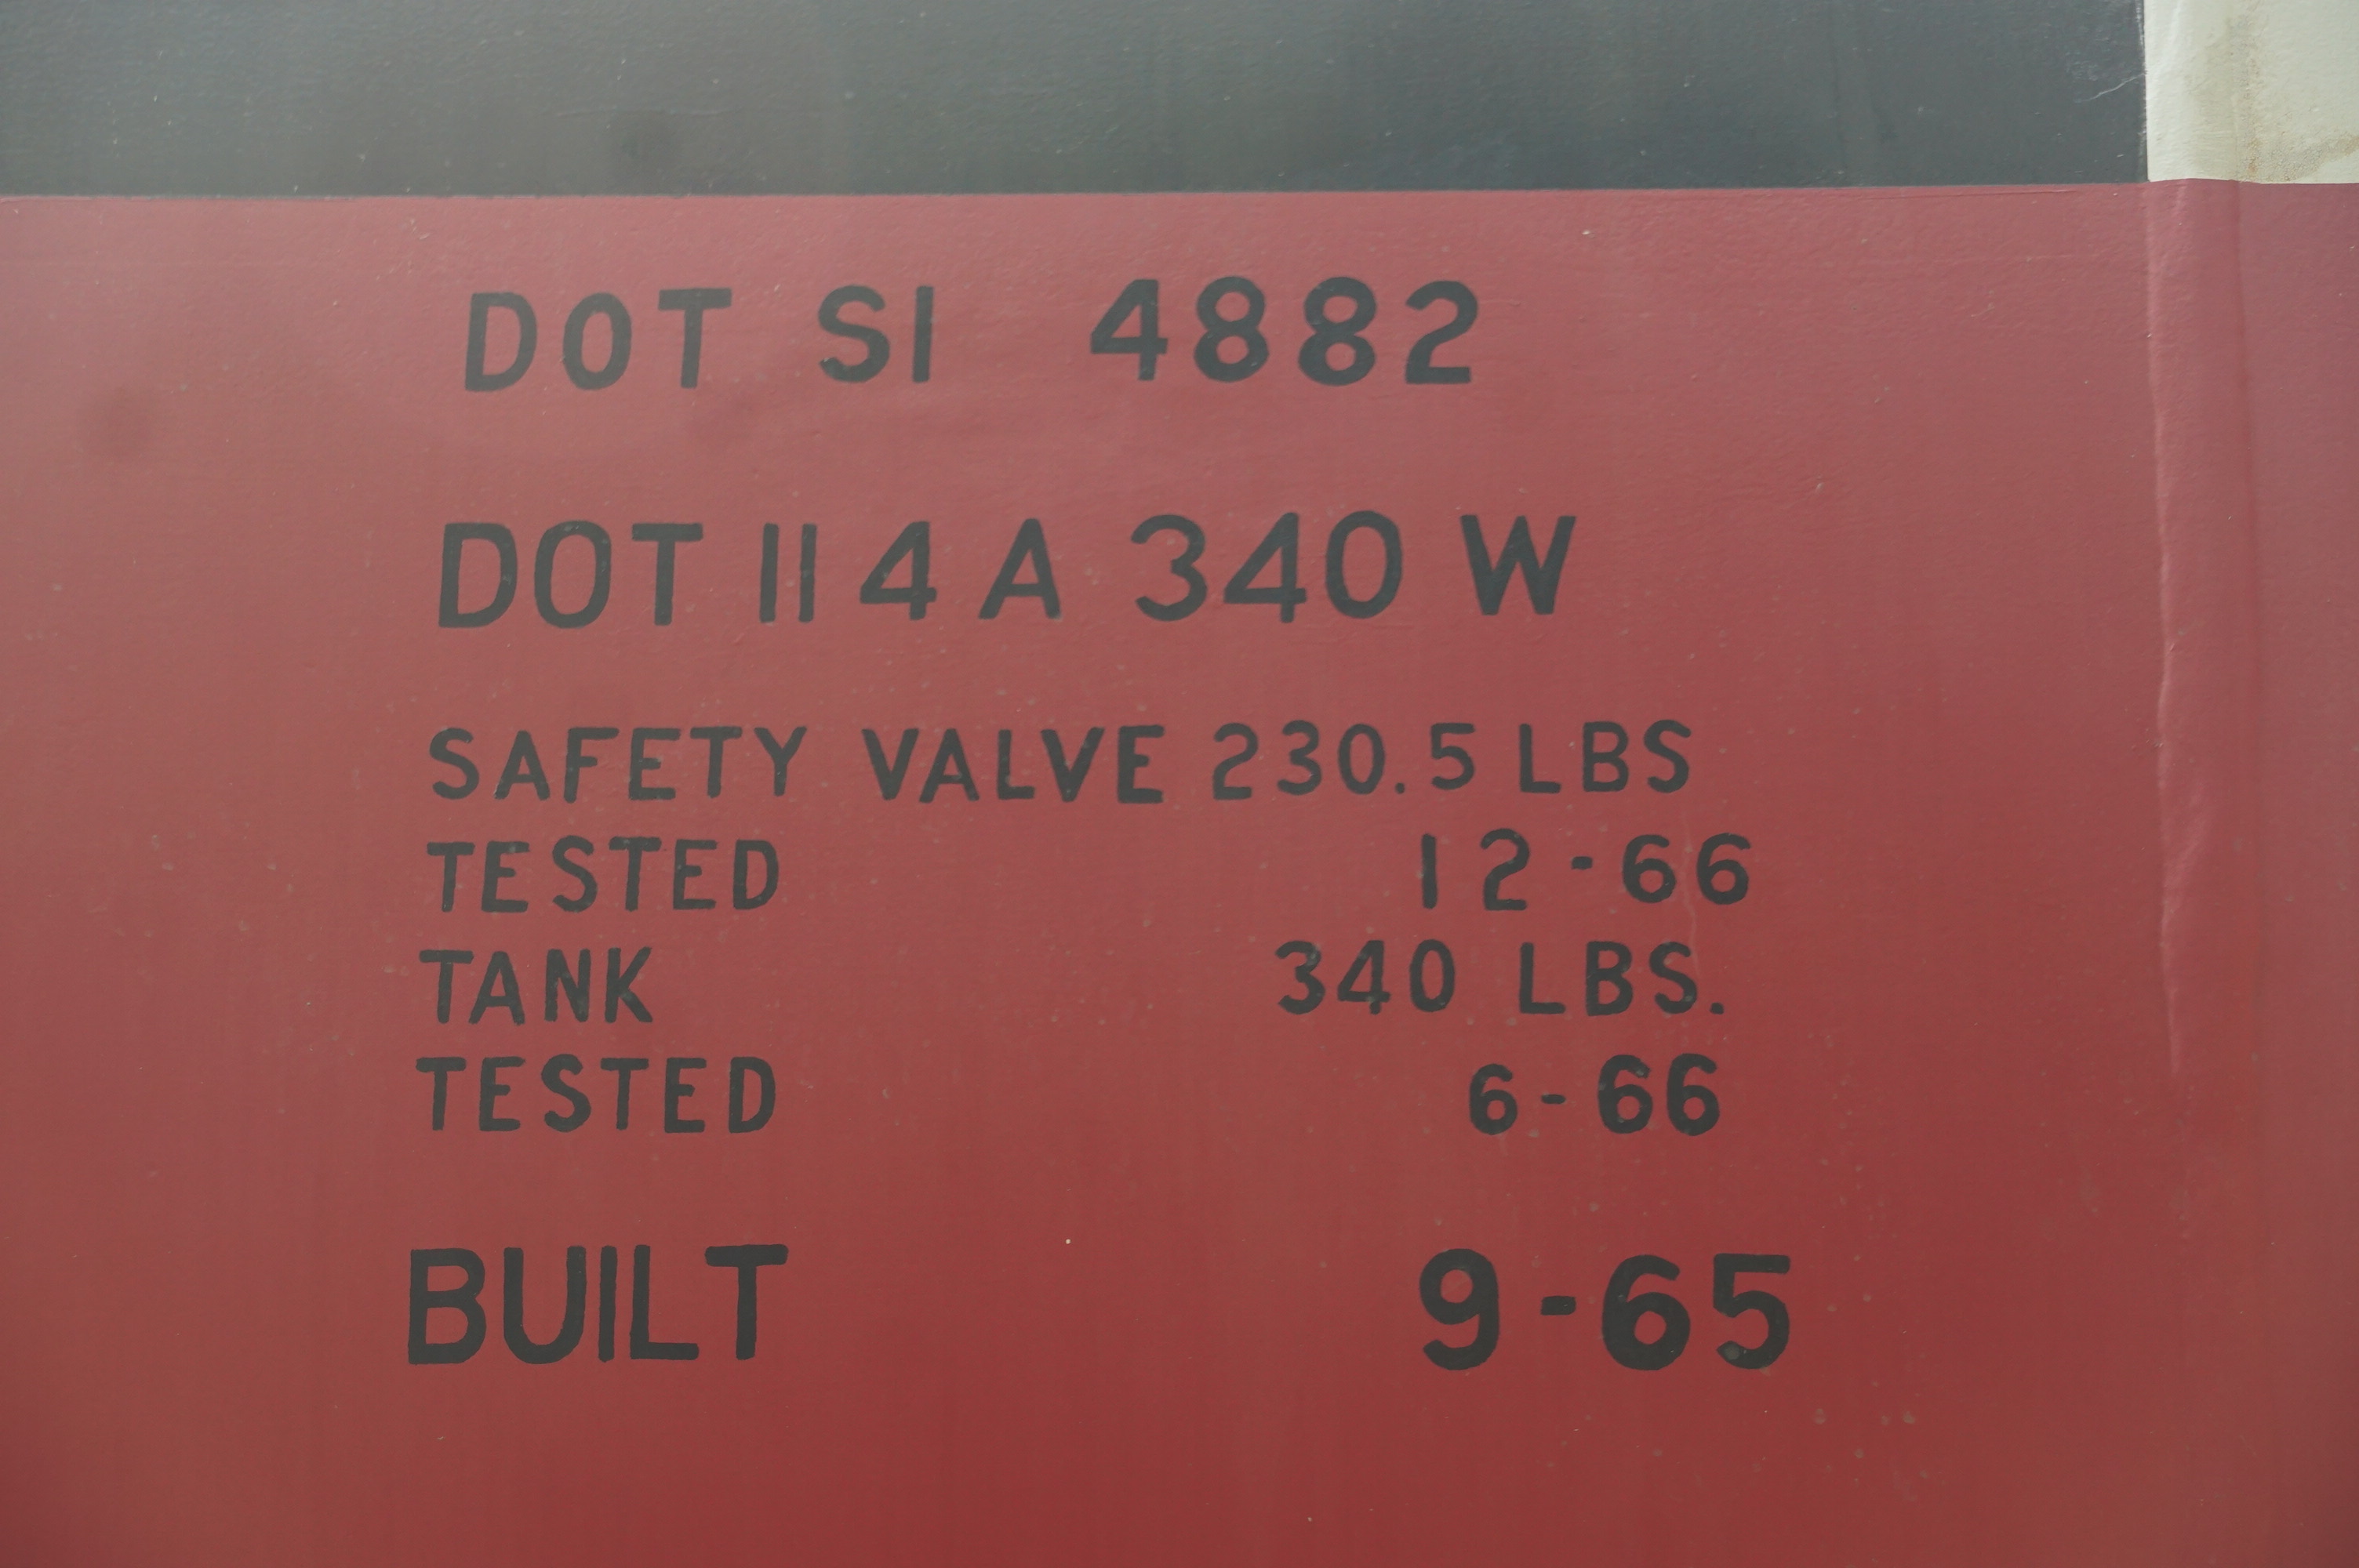 DOT SI 4882
DOT 114 A 340 W
SAFETY VALVE 230.5 LBS
TESTED 12-66
TANK 340 LBS.
TESTED 6-66
BUILT 9-65